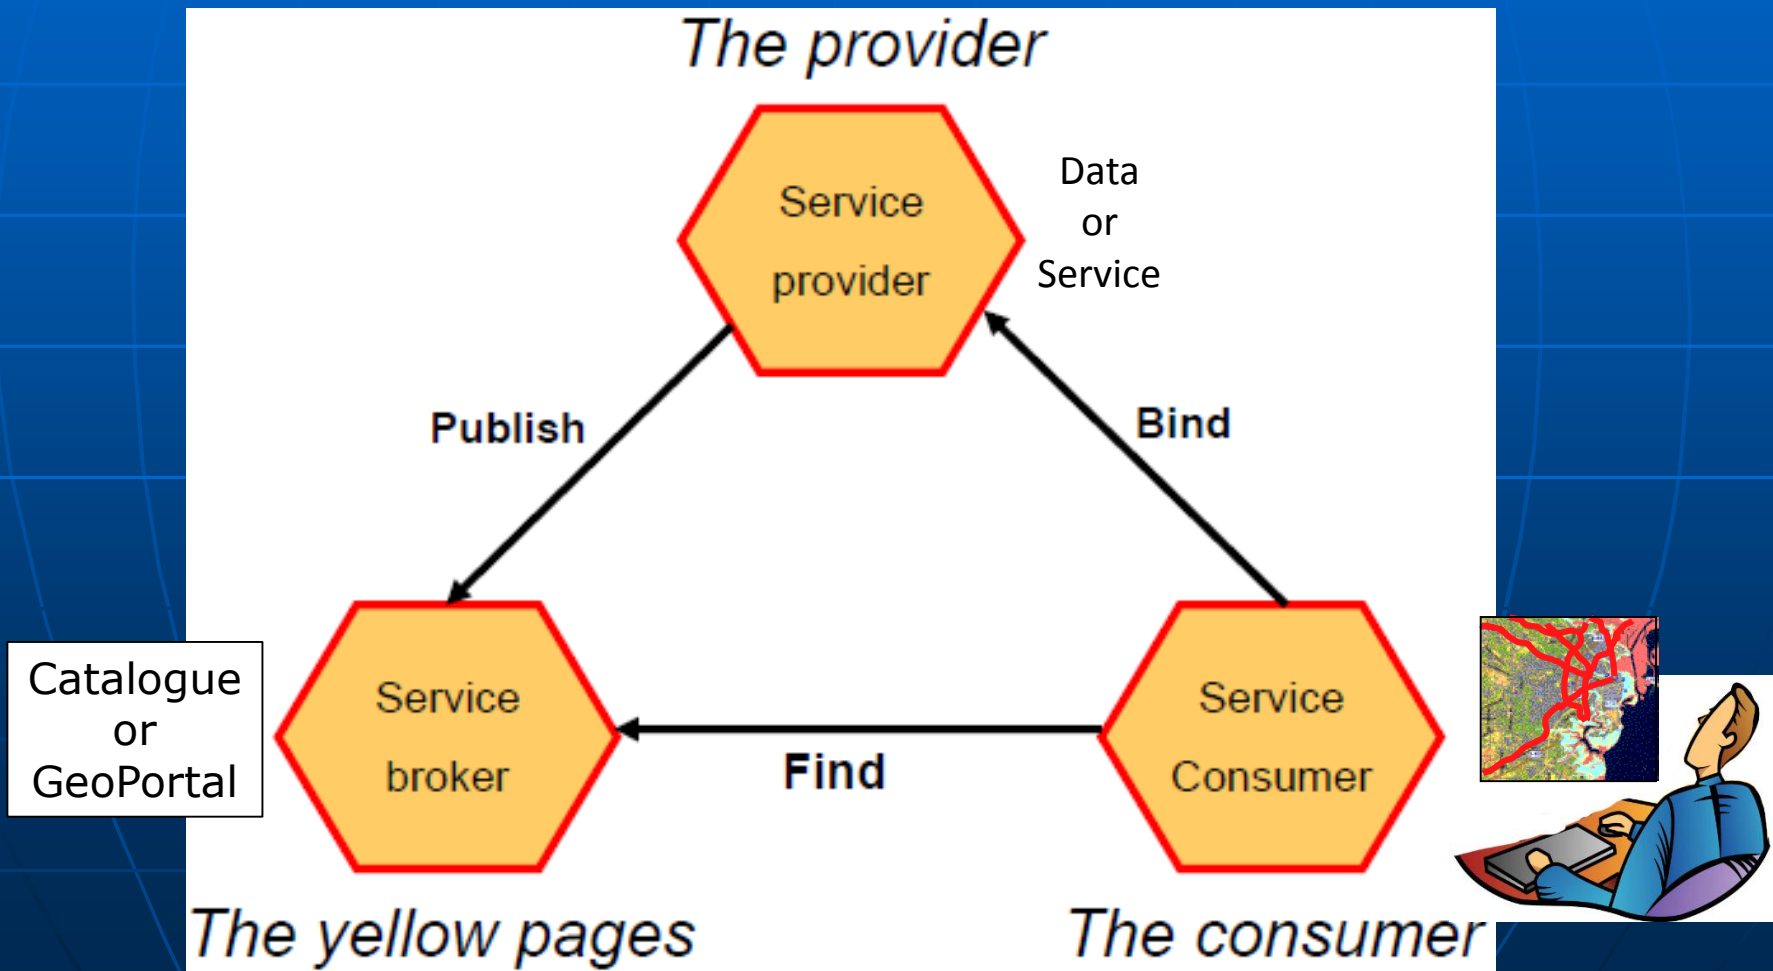 The provider
Service
provider
Data
or
Service
Publish
Bind
Catalogue
or
GeoPortal
Service
broker
Find
Service
Consumer
The yellow pages
The consumer